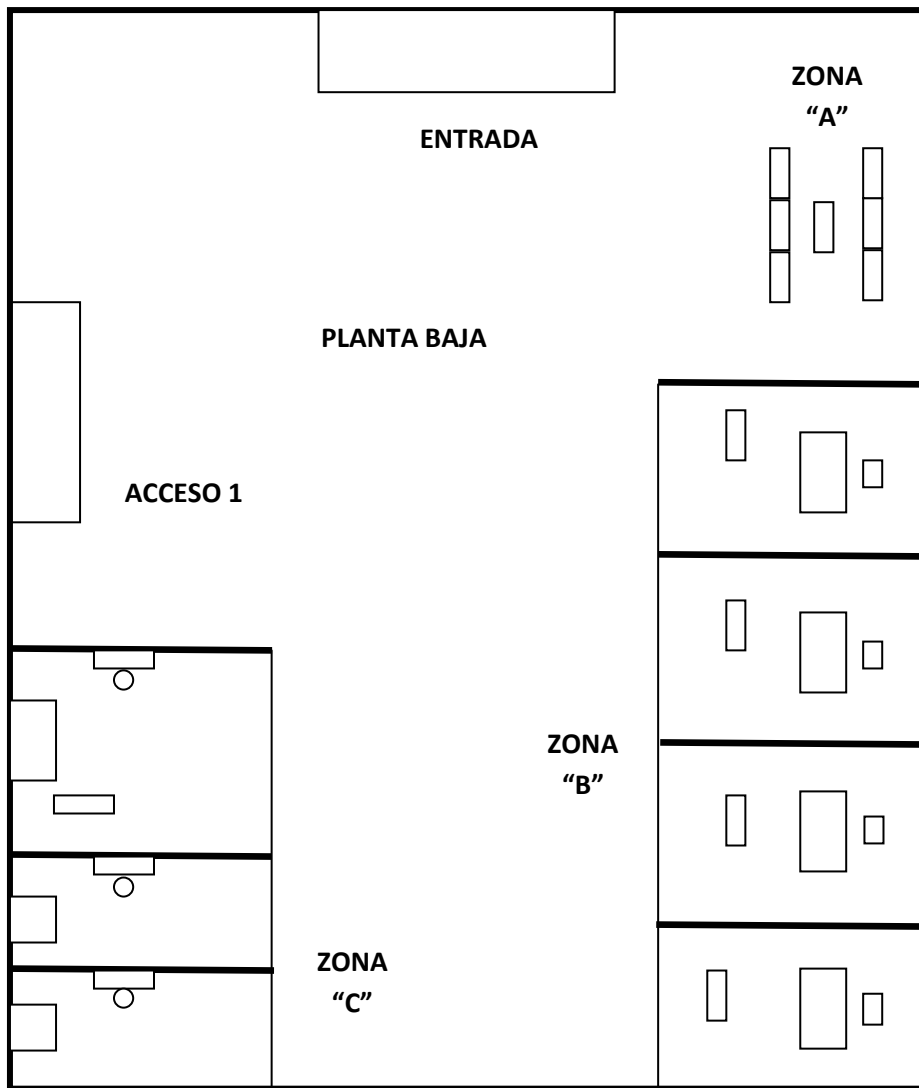 ZONA
“A”
ENTRADA
PLANTA BAJA
ACCESO 1
ZONA
“B”
ZONA
“C”